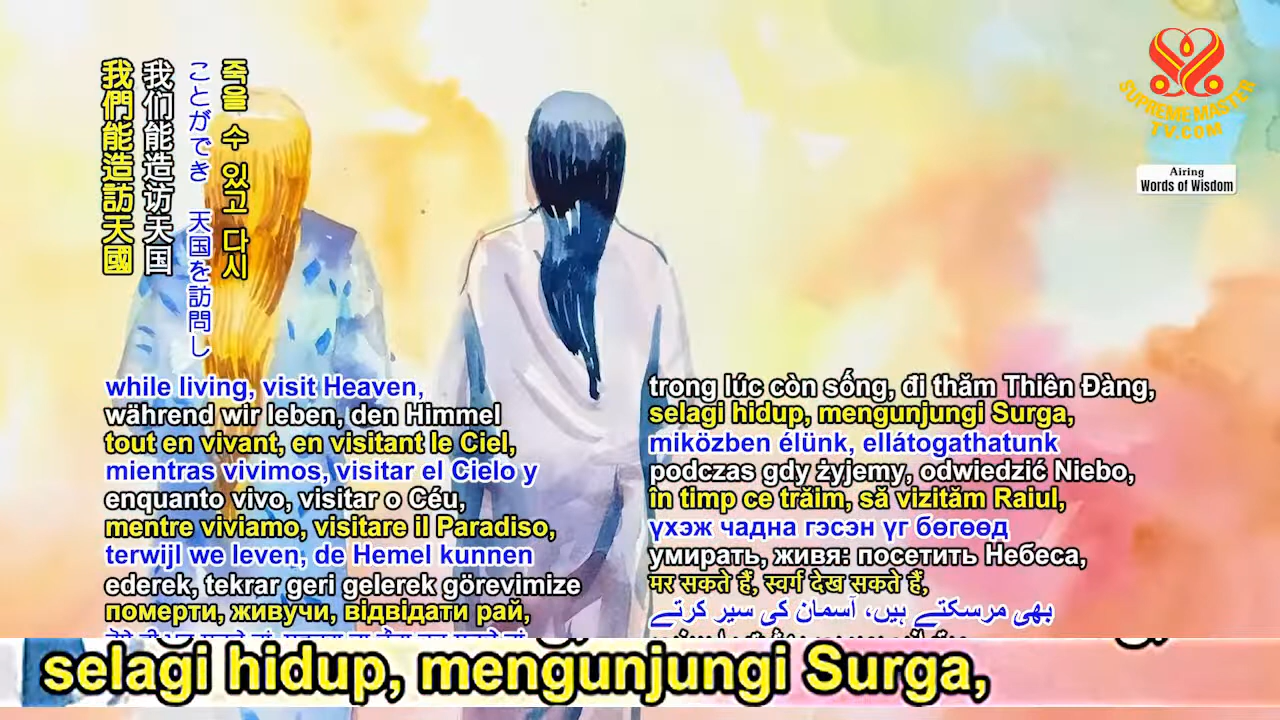 我們能造訪天國
我们能造访天国
ことができ 天国を訪問し
죽을 수 있고 다시
SUPREMEMASTER
TV.COM
Airing
Words of Wisdom
while living, visit Heaven,
während wir leben, den Himmel
tout en vivant, en visitant le Ciel,
mientras vivimos, visitar el Cielo y
enquanto vivo, visitar o Céu,
mentre viviamo, visitare il Paradiso,
terwijl we leven, de Hemel kunnen
ederek, tekrar geri gelerek görevimize
померти, живучи, відвідати рай,
trong lúc còn sống, đi thăm Thiên Đàng,
selagi hidup, mengunjungi Surga,
miközben élünk, ellátogathatunk
podczas gdy żyjemy, odwiedzić Niebo,
în timp ce trăim, să vizităm Raiul,
үхэж чадна гэсэн үг бөгөөд
умирать, живя: посетить Небеса,
मर सकते हैं, स्वर्ग देख सकते हैं,
بھی مرسکتے ہیں، آسمان کی سیر کرتے
selagi hidup, mengunjungi Surga,